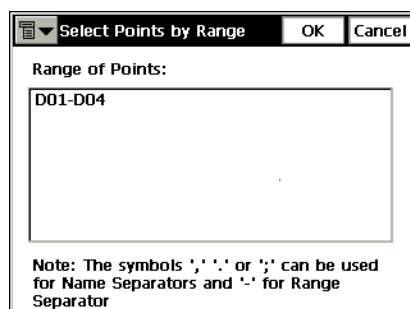 Select Points by Range OK Cancel
Range of Points:
D01-D04
Note: The symbols ',' '.' or ';' can be used
for Name Separators and '-' for Range
Separator